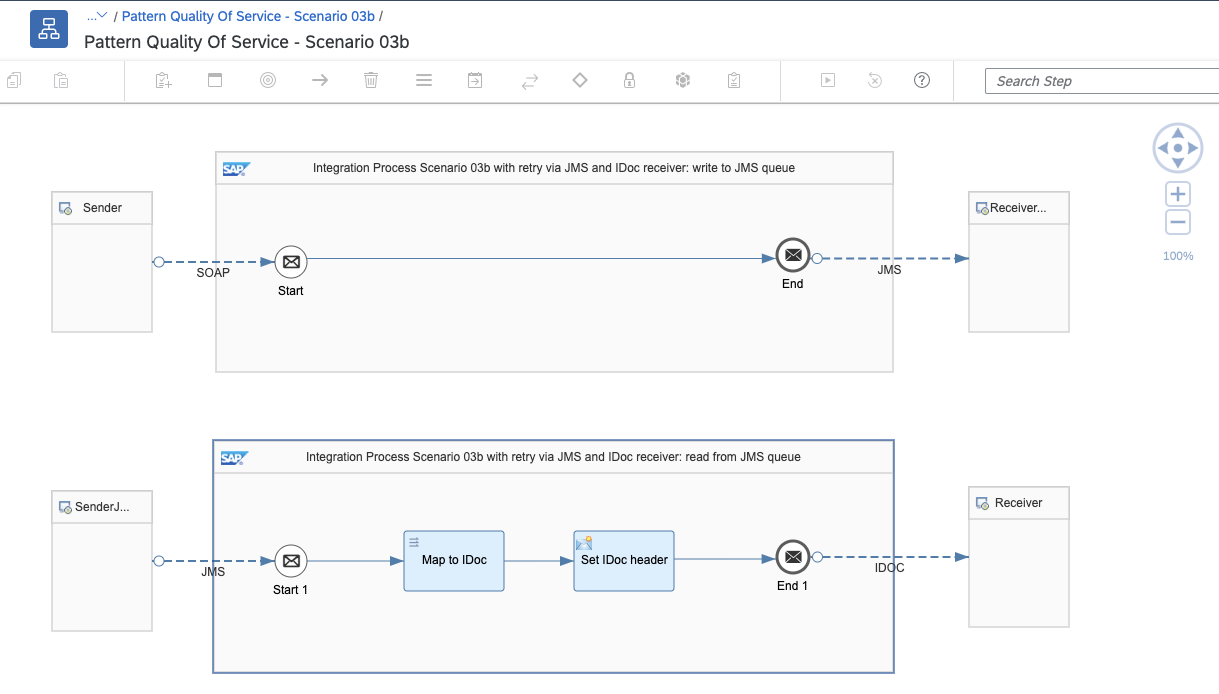 ... / Pattern Quality Of Service - Scenario 03b /
Pattern Quality Of Service - Scenario 03b
Search Step
SAP Integration Process Scenario 03b with retry via JMS and IDoc receiver: write to JMS queue
Sender
Receiver...
SOAP
Start
End
JMS
100%
SAP Integration Process Scenario 03b with retry via JMS and IDoc receiver: read from JMS queue
SenderJ...
Receiver
JMS
Start 1
Map to IDoc
Set IDoc header
End 1
IDOC